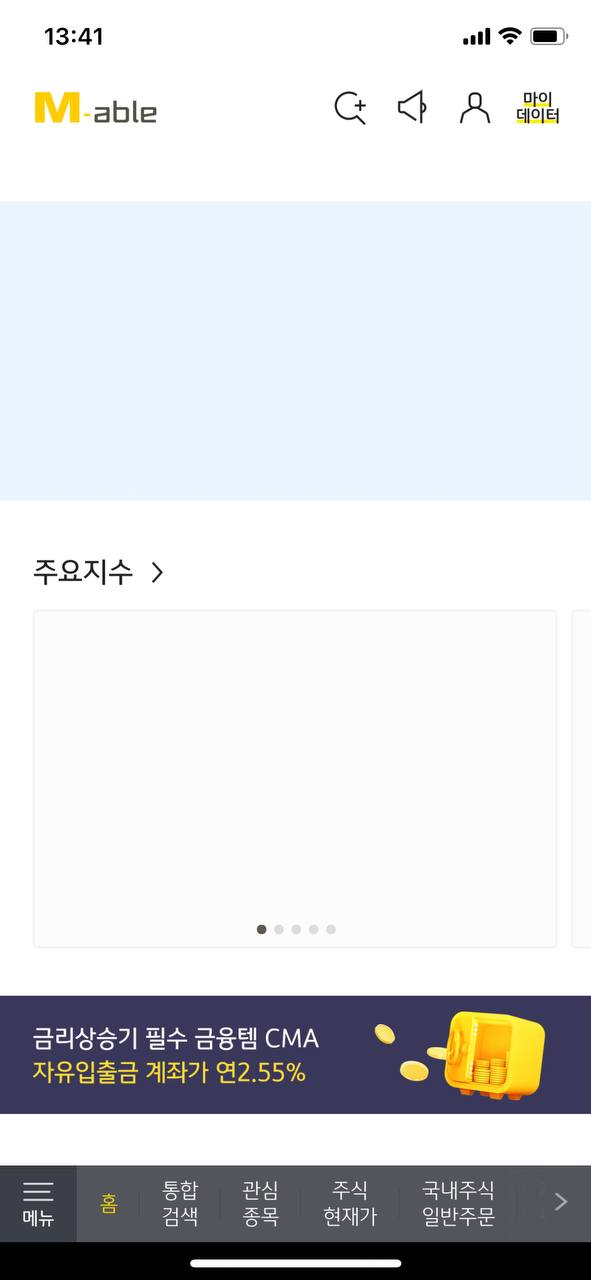 13:41
M-able
마이
데이터
주요지수
금리상승기 필수 금융템 CMA
자유입출금 계좌가 연2.55%
메뉴
홈
통합
검색
관심
종목
주식
현재가
국내주식
일반주문